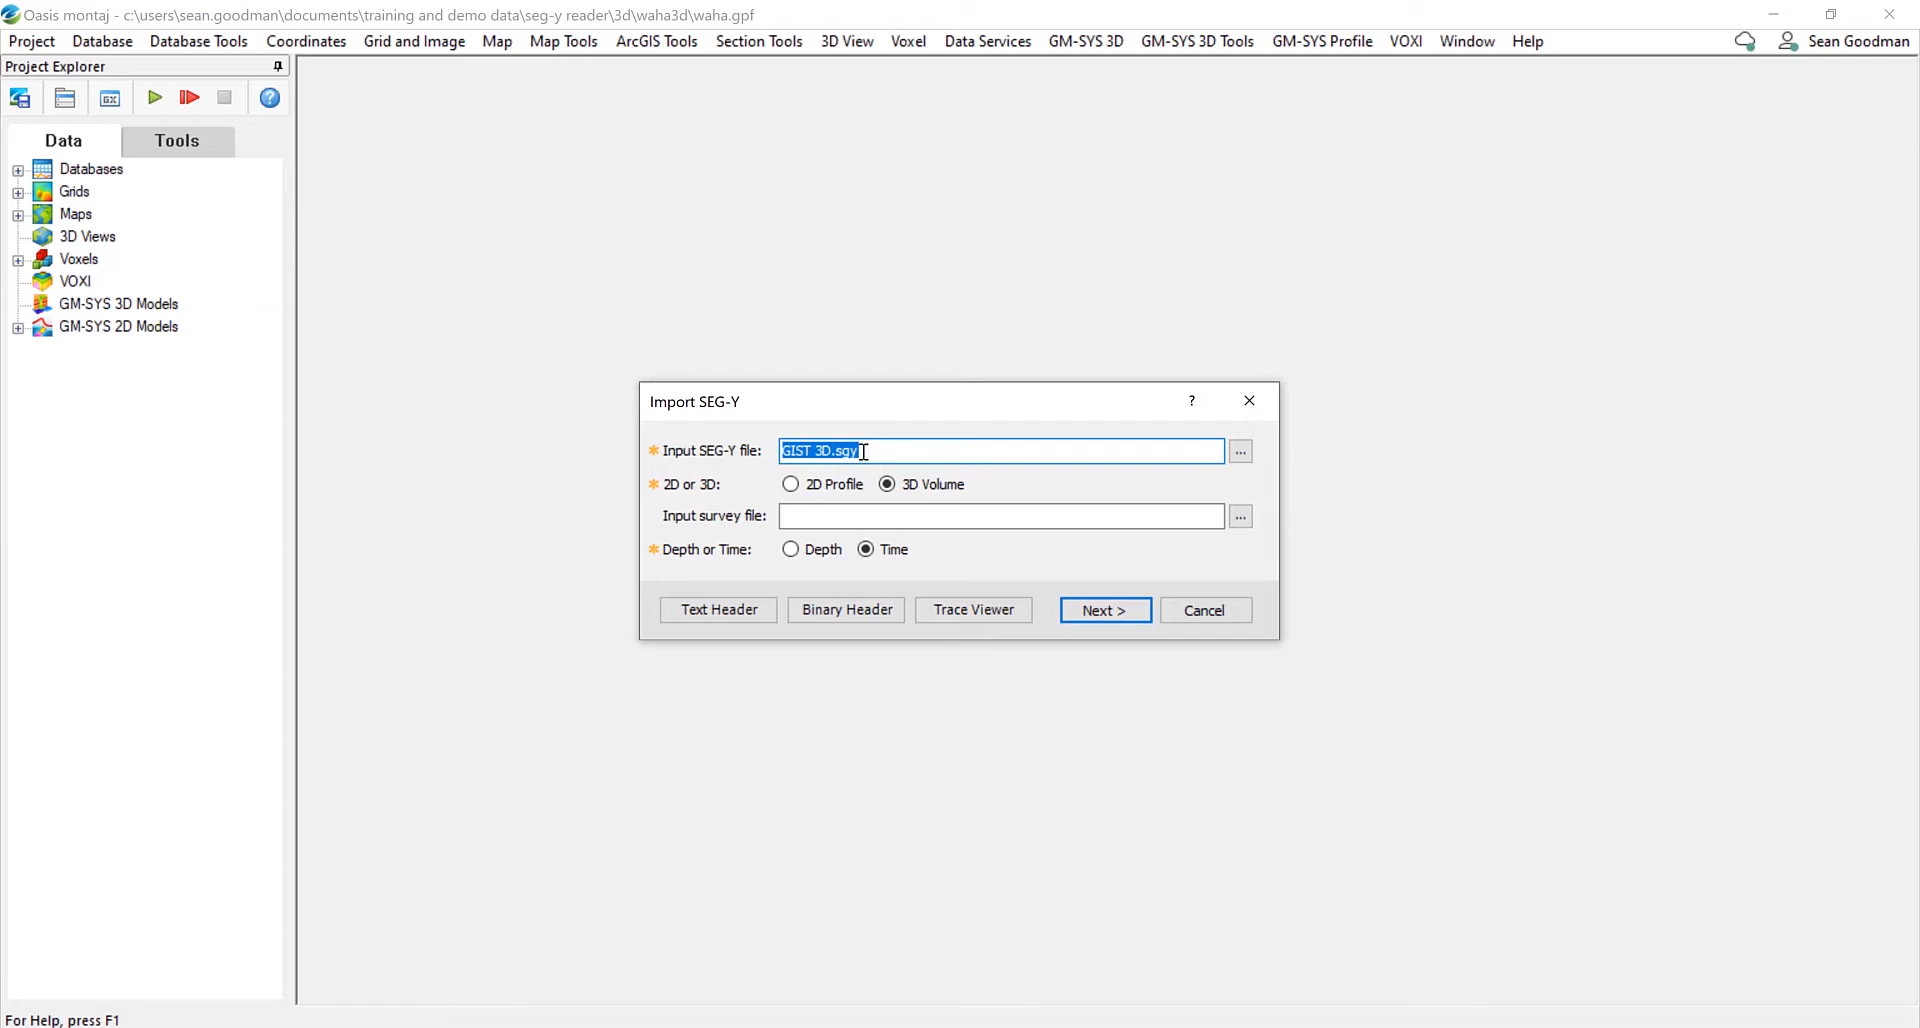 Oasis montaj - c:\users\sean.goodman\documents\training and demo data\seg-y reader\3d\waha3d\waha.gpf
Project Database Database Tools Coordinates Grid and Image Map Map Tools ArcGIS Tools Section Tools 3D View Voxel Data Services GM-SYS 3D GM-SYS 3D Tools GM-SYS Profile VOXI Window Help Sean Goodman
Project Explorer
GX ?
Data Tools
Databases
Grids
Maps
3D Views
Voxels
VOXI
GM-SYS 3D Models
GM-SYS 2D Models
Import SEG-Y ?
* Input SEG-Y file: GIST 3D.sgy ...
* 2D or 3D: 2D Profile 3D Volume
Input survey file: ...
* Depth or Time: Depth Time
Text Header Binary Header Trace Viewer Next > Cancel
For Help, press F1